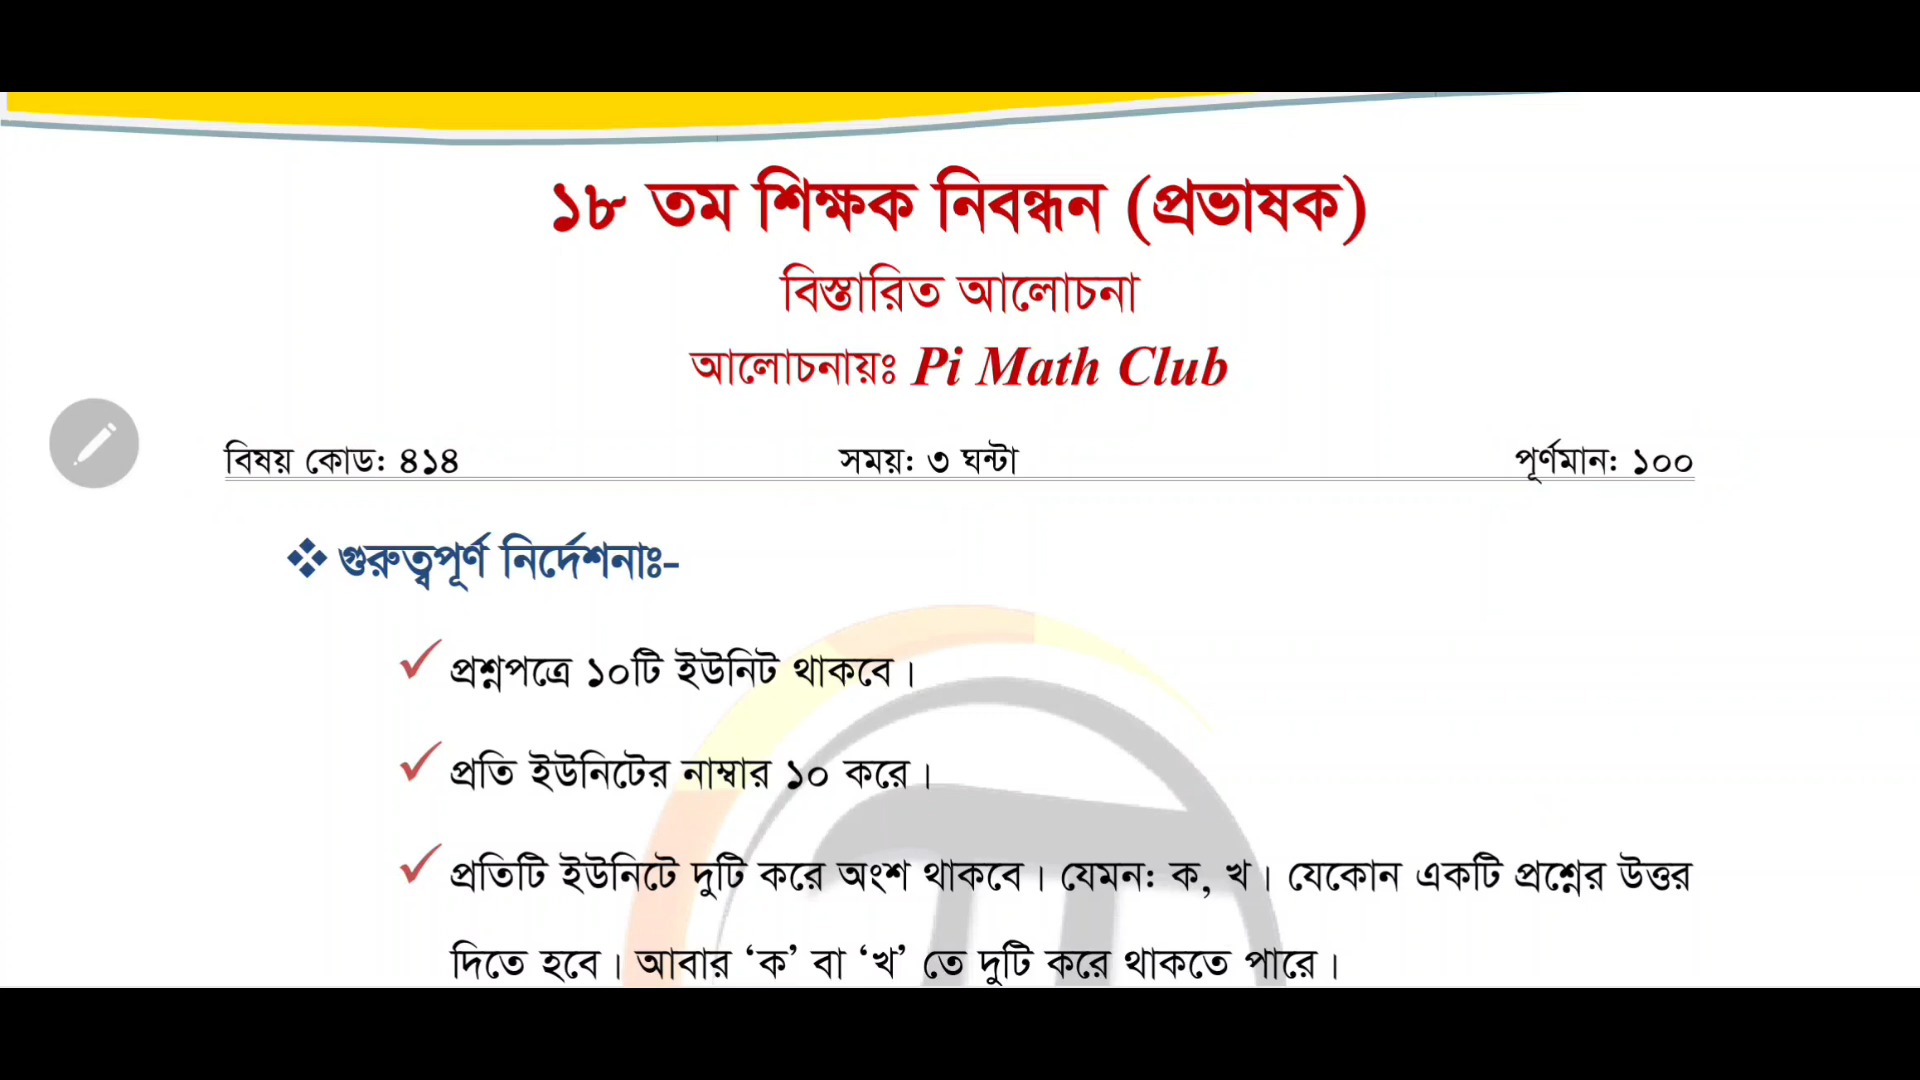 ১৮ তম শিক্ষক নিবন্ধন (প্রভাষক)
বিস্তারিত আলোচনা
আলোচনায়ঃ Pi Math Club
বিষয় কোড: ৪১৪ সময়: ৩ ঘন্টা পূর্ণমান: ১০০
গুরুত্বপূর্ণ নির্দেশনাঃ-
প্রশ্নপত্রে ১০টি ইউনিট থাকবে।
প্রতি ইউনিটের নাম্বার ১০ করে।
প্রতিটি ইউনিটে দুটি করে অংশ থাকবে। যেমন: ক, খ। যেকোন একটি প্রশ্নের উত্তর
দিতে হবে। আবার ‘ক’ বা ‘খ’ তে দুটি করে থাকতে পারে।